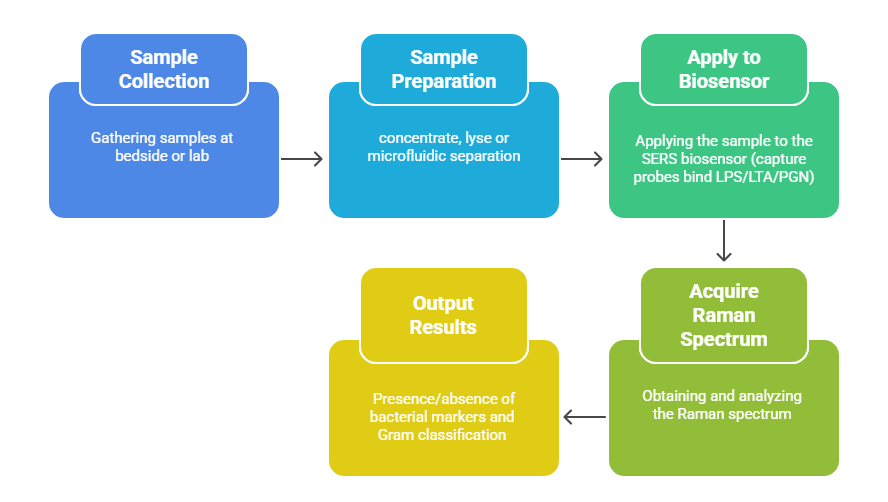 Sample
Collection
Gathering samples at
bedside or lab
Sample
Preparation
concentrate, lyse or
microfluidic separation
Apply to
Biosensor
Applying the sample to the
SERS biosensor (capture
probes bind LPS/LTA/PGN)
Acquire
Raman
Spectrum
Obtaining and analyzing
the Raman spectrum
Output
Results
Presence/absence of
bacterial markers and
Gram classification